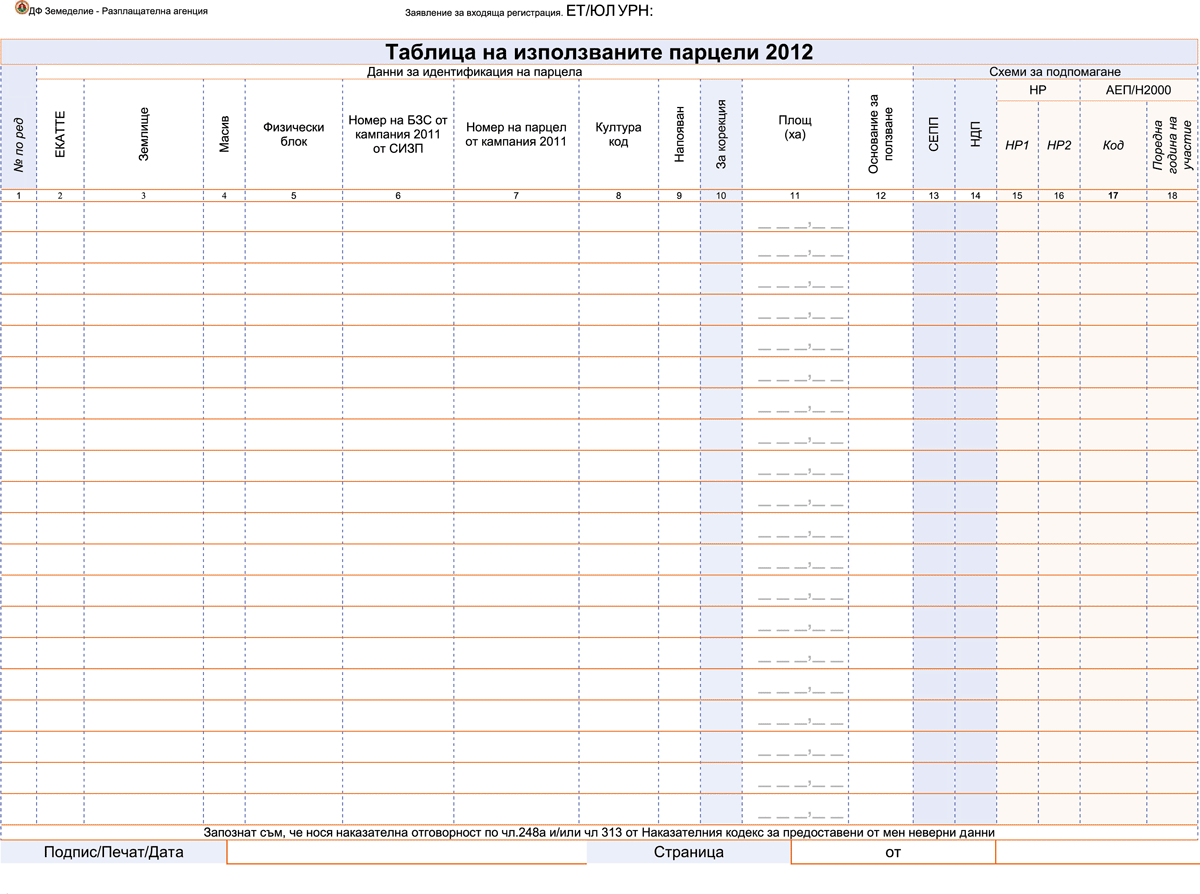 ДФ Земеделие - Разплащателна агенция
Заявление за входяща регистрация. ЕТ/ЮЛ УРН:
Таблица на използваните парцели 2012
Данни за идентификация на парцела
Схеми за подпомагане
№ по ред
ЕКАТТЕ
Землище
Масив
Физически
блок
Номер на БЗС от
кампания 2011
от СИЗП
Номер на парцел
от кампания 2011
Култура
код
Напояван
За корекция
Площ
(ха)
Основание за
ползване
СЕПП
НДП
НР
НР1
НР2
АЕП/Н2000
Код
Поредна
година на
участие
1 2 3 4 5 6 7 8 9 10 11 12 13 14 15 16 17 18
Запознат съм, че нося наказателна отговорност по чл.248а и/или чл 313 от Наказателния кодекс за предоставени от мен неверни данни
Подпис/Печат/Дата
Страница
от